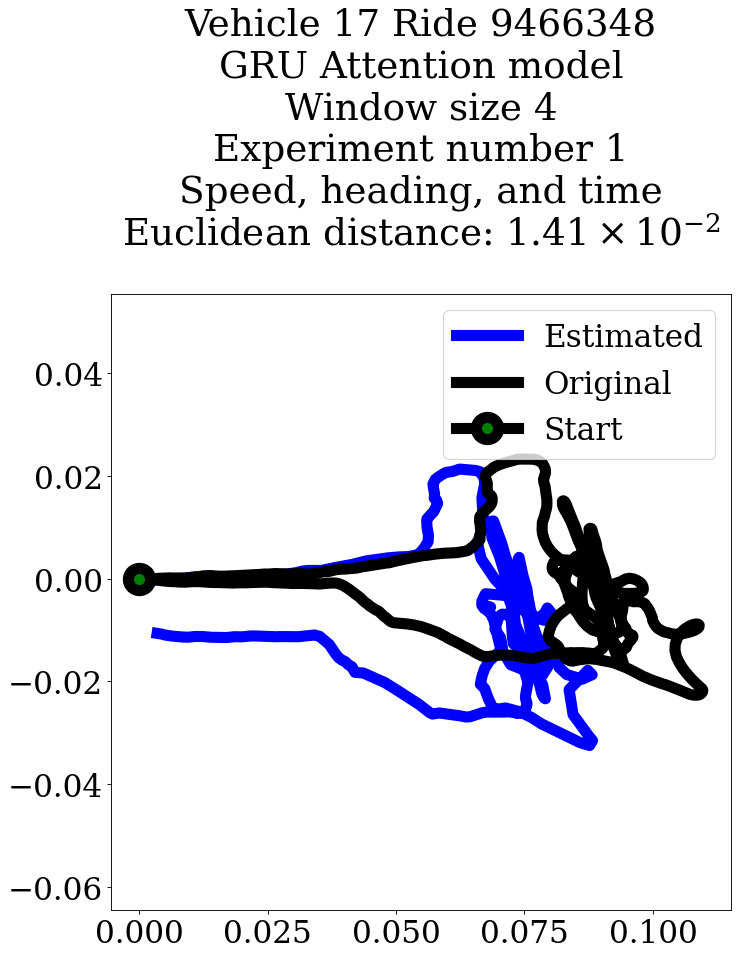 Vehicle 17 Ride 9466348
GRU Attention model
Window size 4
Experiment number 1
Speed, heading, and time
Euclidean distance: 1.41 × 10⁻²
Estimated
Original
Start
0.04
0.02
0.00
−0.02
−0.04
−0.06
0.000 0.025 0.050 0.075 0.100